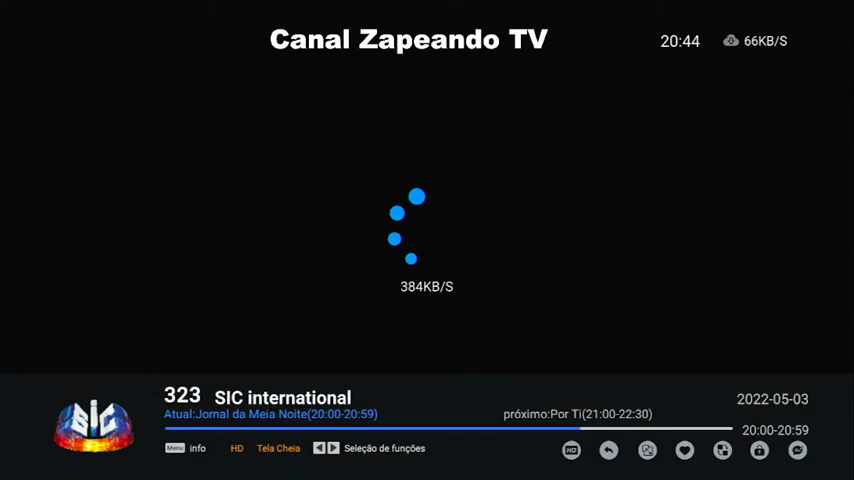 Canal Zapeando TV
20:44
66KB/S
384KB/S
323 SIC international
2022-05-03
Atual:Jornal da Meia Noite(20:00-20:59)
próximo:Por Ti(21:00-22:30)
20:00-20:59
SIC
Menu info HD Tela Cheia Seleção de funções
HD